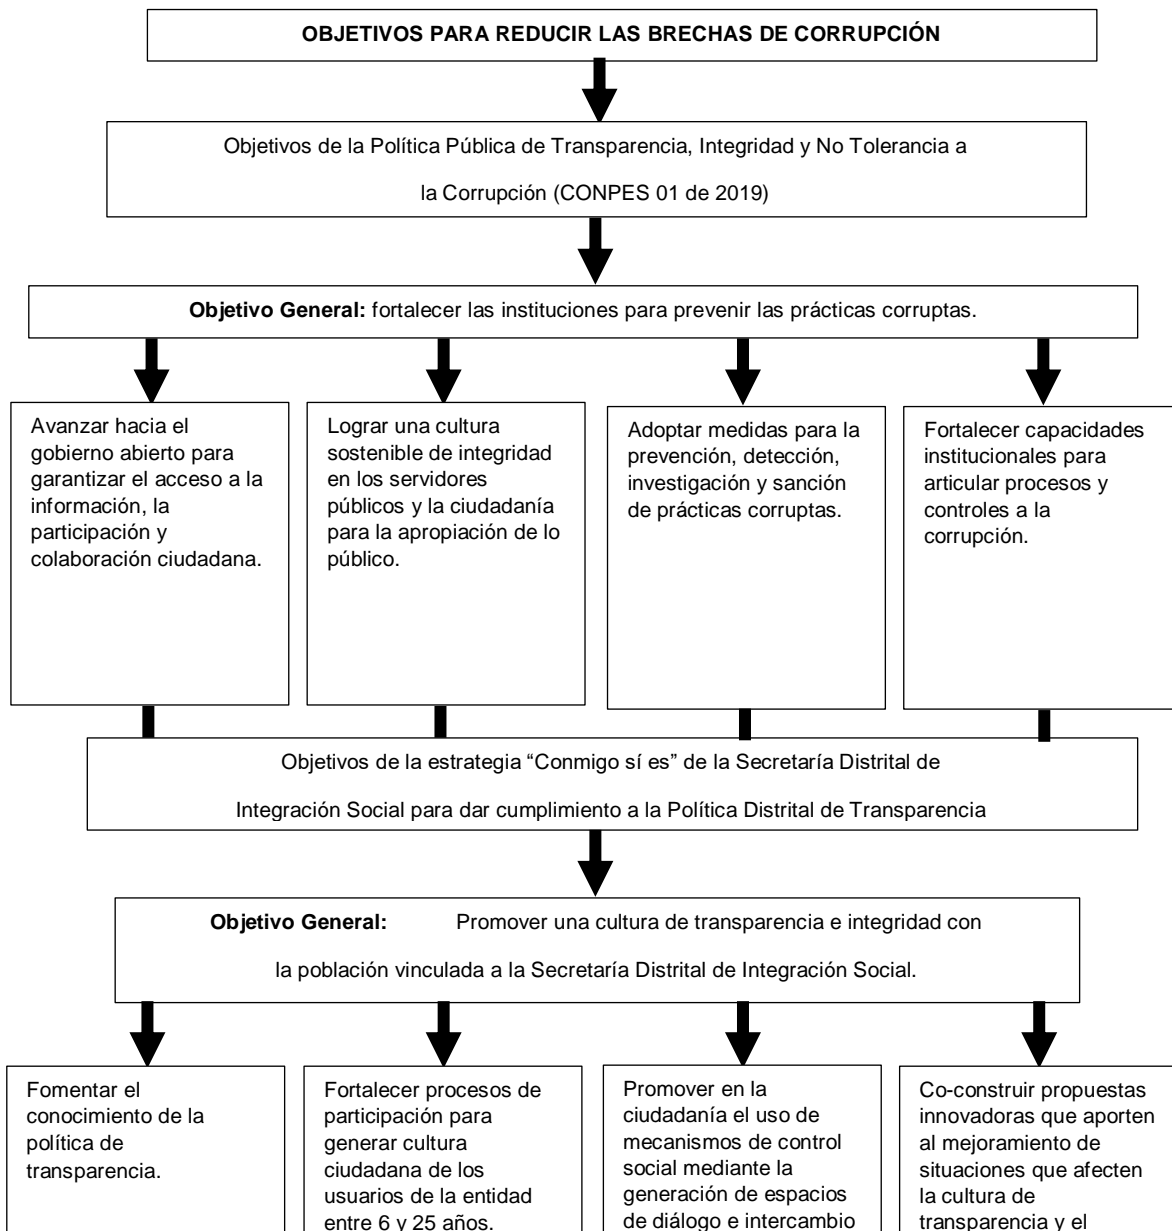 OBJETIVOS PARA REDUCIR LAS BRECHAS DE CORRUPCIÓN
Objetivos de la Política Pública de Transparencia, Integridad y No Tolerancia a
la Corrupción (CONPES 01 de 2019)
Objetivo General: fortalecer las instituciones para prevenir las prácticas corruptas.
Avanzar hacia el
gobierno abierto para
garantizar el acceso a la
información, la
participación y
colaboración ciudadana.
Lograr una cultura
sostenible de integridad
en los servidores
públicos y la ciudadanía
para la apropiación de lo
público.
Adoptar medidas para la
prevención, detección,
investigación y sanción
de prácticas corruptas.
Fortalecer capacidades
institucionales para
articular procesos y
controles a la
corrupción.
Objetivos de la estrategia “Conmigo sí es” de la Secretaría Distrital de
Integración Social para dar cumplimiento a la Política Distrital de Transparencia
Objetivo General: Promover una cultura de transparencia e integridad con
la población vinculada a la Secretaría Distrital de Integración Social.
Fomentar el
conocimiento de la
política de
transparencia.
Fortalecer procesos de
participación para
generar cultura
ciudadana de los
usuarios de la entidad
entre 6 y 25 años.
Promover en la
ciudadanía el uso de
mecanismos de control
social mediante la
generación de espacios
de diálogo e intercambio
Co-construir propuestas
innovadoras que aporten
al mejoramiento de
situaciones que afecten
la cultura de
transparencia y el